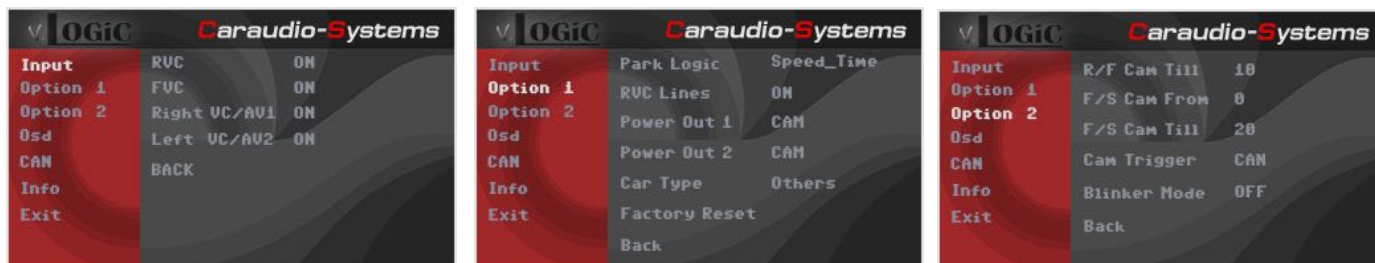 v.LOGiC Caraudio-Systems
Input
Option 1
Option 2
Osd
CAN
Info
Exit
RVC ON
FVC ON
Right VC/AV1 ON
Left VC/AV2 ON
BACK
v.LOGiC Caraudio-Systems
Input
Option 1
Option 2
Osd
CAN
Info
Exit
Park Logic Speed_Time
RVC Lines ON
Power Out 1 CAM
Power Out 2 CAM
Car Type Others
Factory Reset
Back
v.LOGiC Caraudio-Systems
Input
Option 1
Option 2
Osd
CAN
Info
Exit
R/F Cam Till 10
F/S Cam From 0
F/S Cam Till 20
Cam Trigger CAN
Blinker Mode OFF
Back